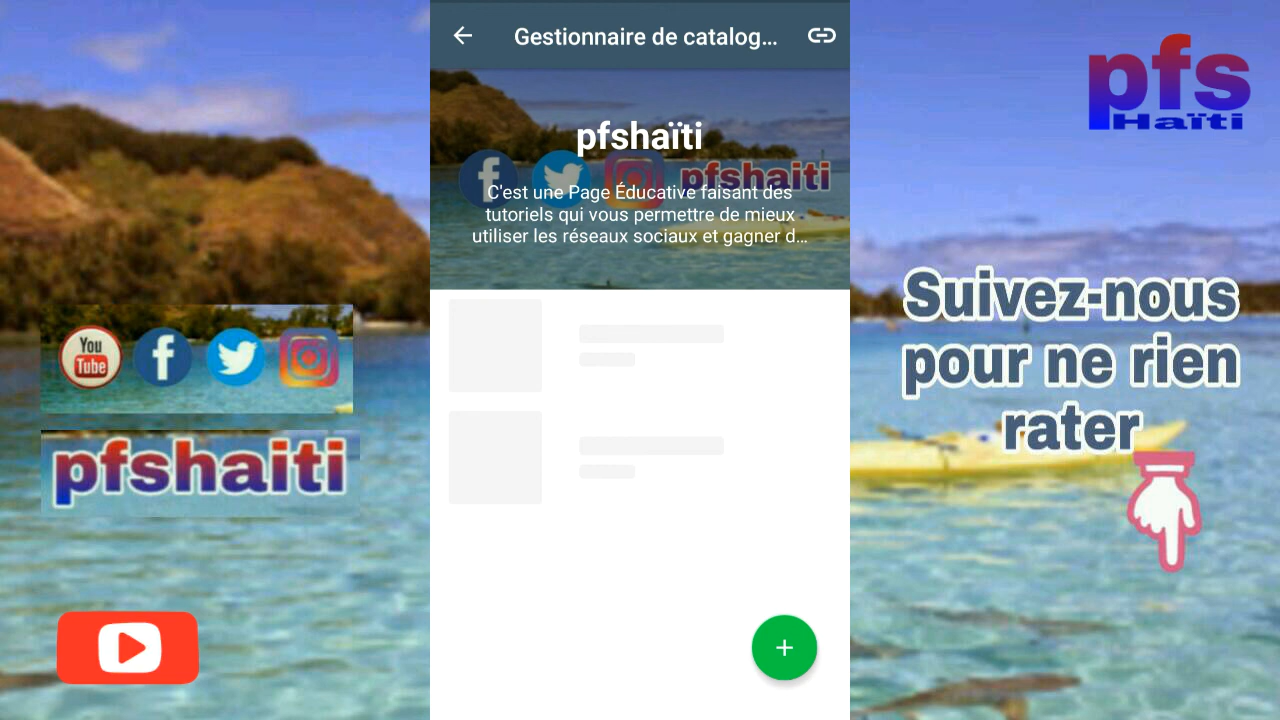 You
Tube
f
pfshaiti
Gestionnaire de catalog...
pfshaïti
f
pfshaiti
C'est une Page Éducative faisant des
tutoriels qui vous permettre de mieux
utiliser les réseaux sociaux et gagner d...
pfs
Haïti
Suivez-nous
pour ne rien
rater